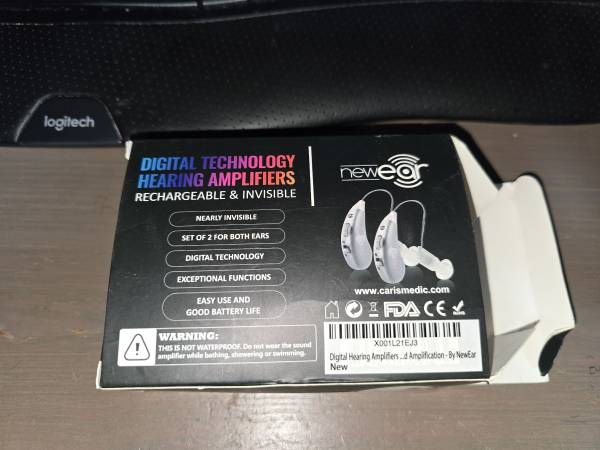 logitech
DIGITAL TECHNOLOGY
HEARING AMPLIFIERS
RECHARGEABLE & INVISIBLE
NEARLY INVISIBLE
SET OF 2 FOR BOTH EARS
DIGITAL TECHNOLOGY
EXCEPTIONAL FUNCTIONS
EASY USE AND
GOOD BATTERY LIFE
WARNING:
THIS IS NOT WATERPROOF. Do not wear the sound
amplifier while bathing, showering or swimming.
newear
www.carismedic.com
FDA CE
X001L21EJ3
Digital Hearing Amplifiers ...d Amplification - By NewEar
New